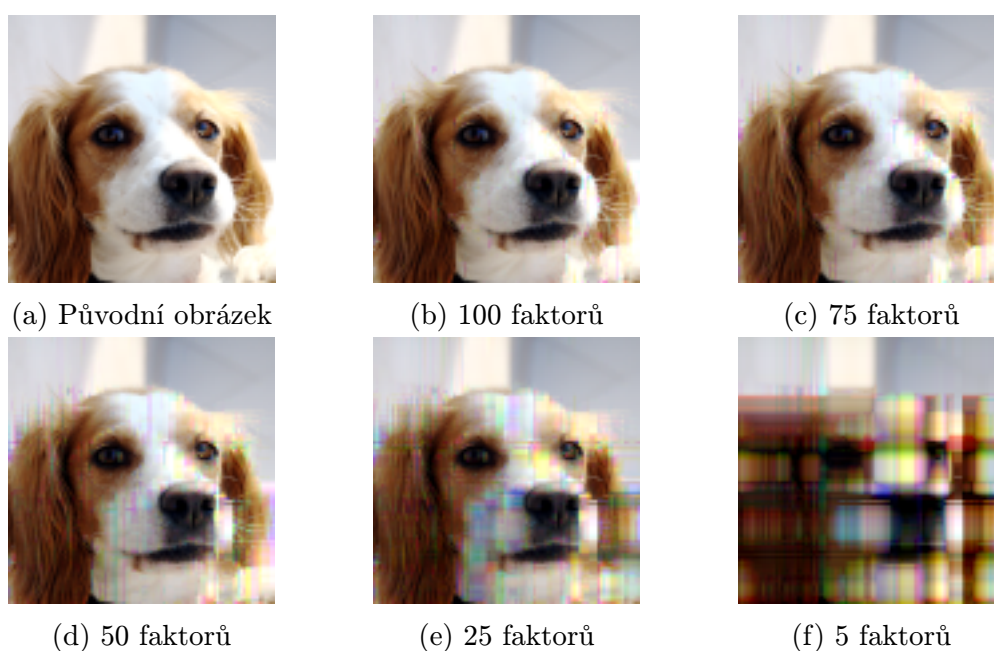 (a) Původní obrázek
(b) 100 faktorů
(c) 75 faktorů
(d) 50 faktorů
(e) 25 faktorů
(f) 5 faktorů